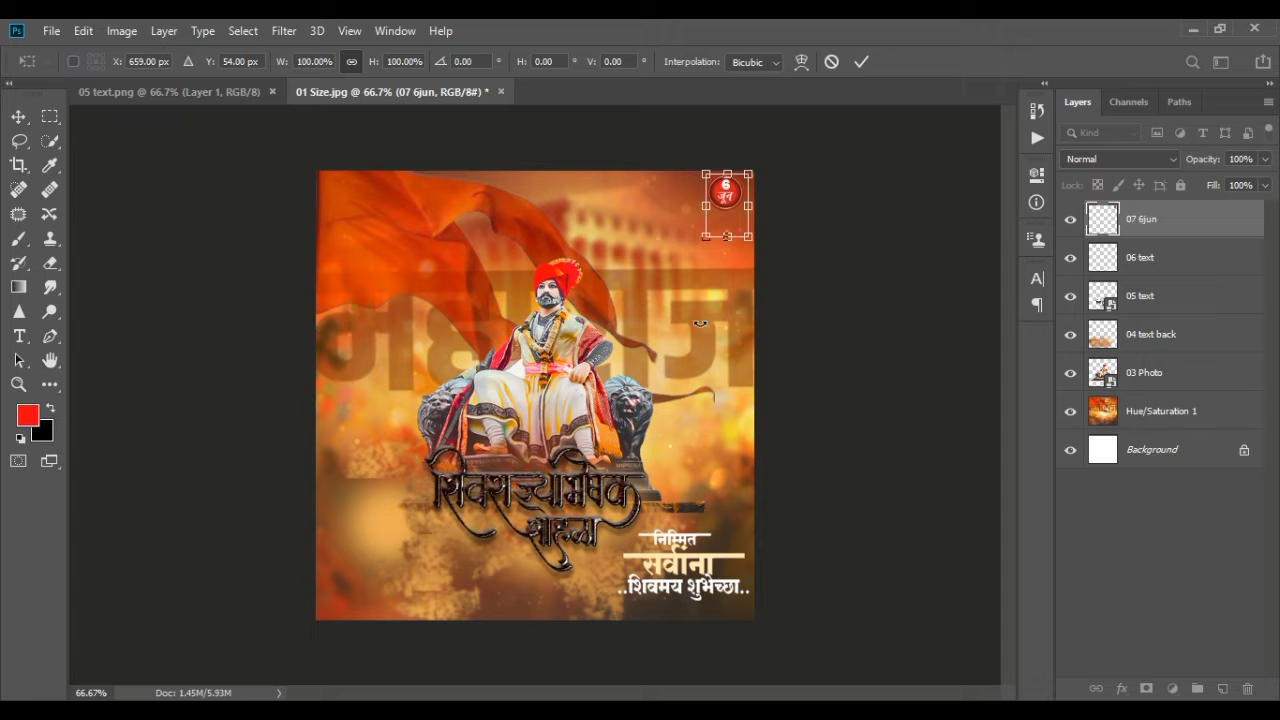 Ps File Edit Image Layer Type Select Filter 3D View Window Help
X: 659.00 px Y: 54.00 px W: 100.00% H: 100.00% 0.00 ° H: 0.00 ° V: 0.00 ° Interpolation: Bicubic
05 text.png @ 66.7% (Layer 1, RGB/8) × 01 Size.jpg @ 66.7% (07 6jun, RGB/8#) * ×
Layers Channels Paths
Kind
Normal Opacity: 100%
Lock: Fill: 100%
07 6jun
06 text
05 text
04 text back
03 Photo
Hue/Saturation 1
Background
6
जून
महाराज
शिवराज्याभिषेक
सोहळा
निम्मित
सर्वांना
..शिवमय शुभेच्छा..
66.67% Doc: 1.45M/5.93M